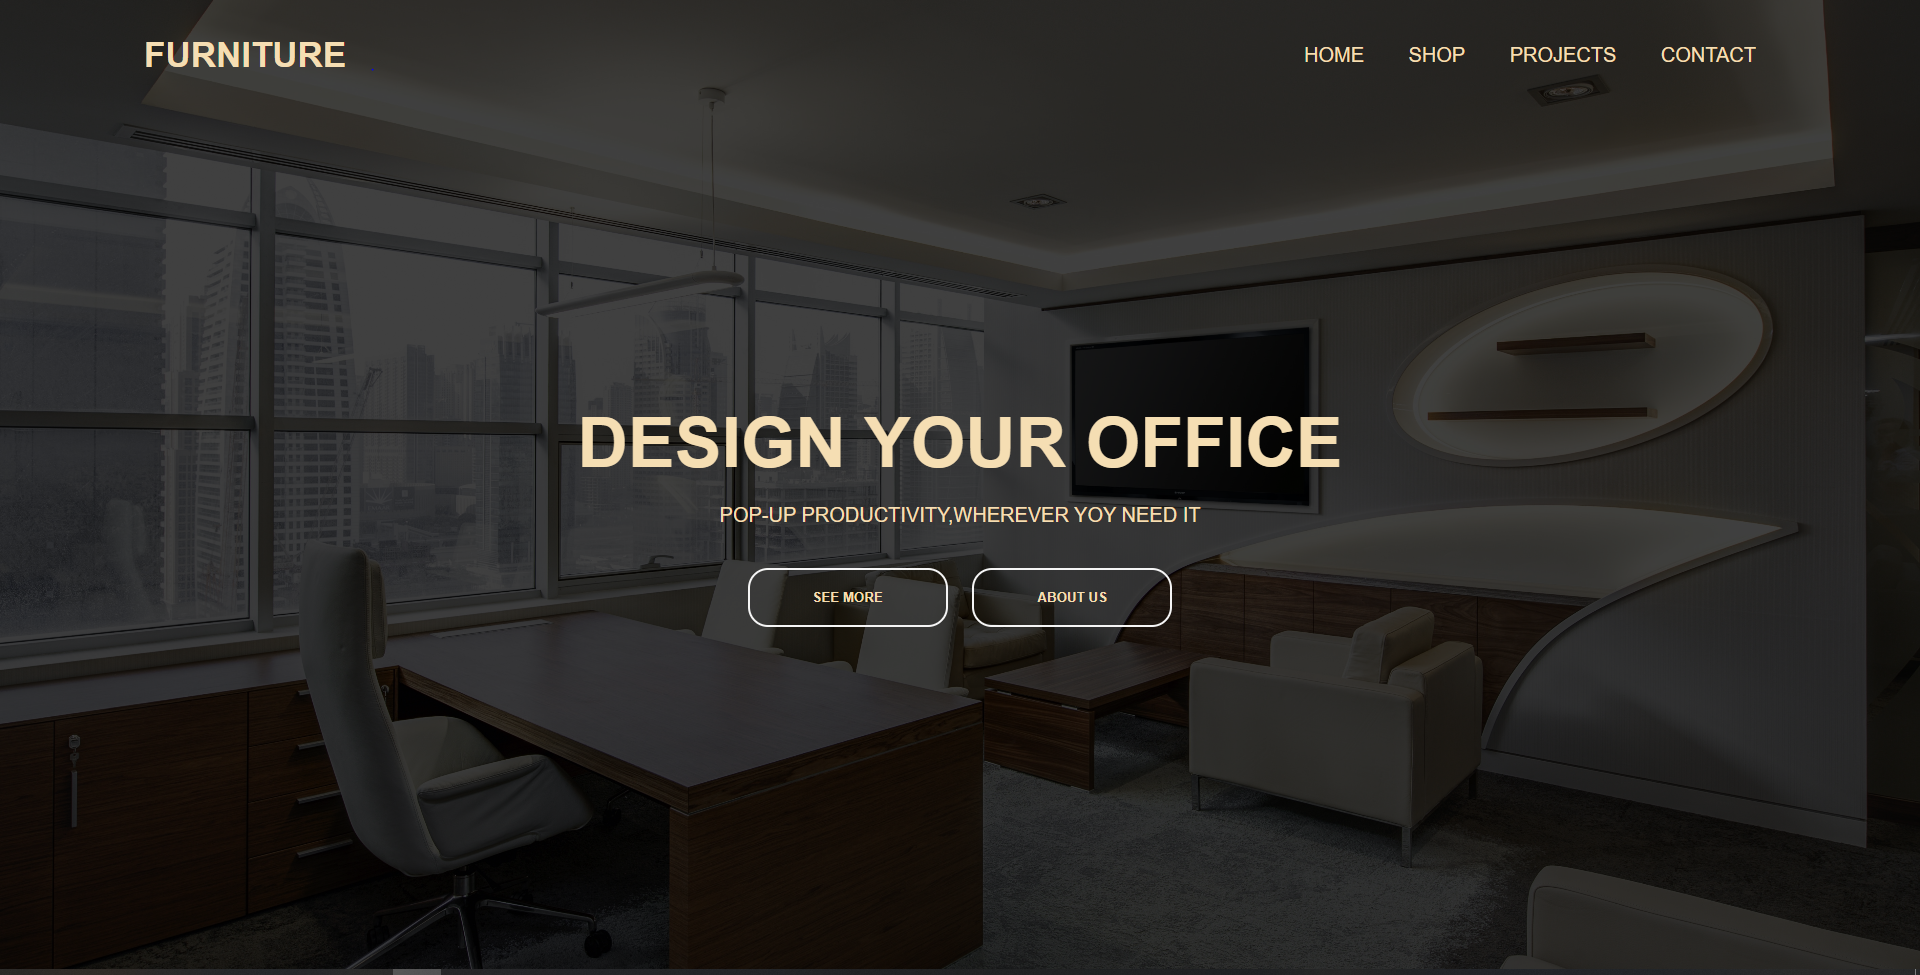 FURNITURE
HOME SHOP PROJECTS CONTACT
DESIGN YOUR OFFICE
POP-UP PRODUCTIVITY,WHEREVER YOY NEED IT
SEE MORE ABOUT US